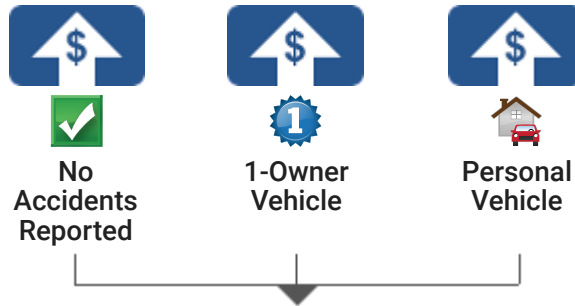 $
$
$
1
No
Accidents
Reported
1-Owner
Vehicle
Personal
Vehicle